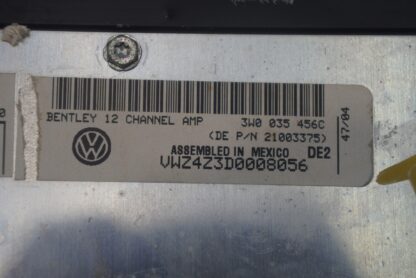 BENTLEY 12 CHANNEL AMP 3W0 035 456C
(DE P/N 21003375)
47/04
ASSEMBLED IN MEXICO DE2
VWZ4Z3D0008056